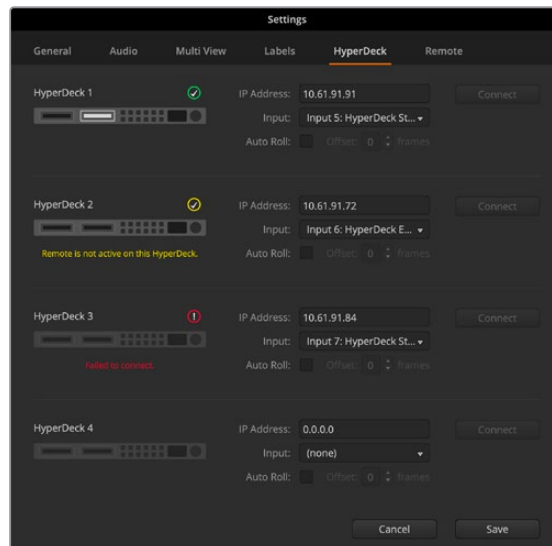 Settings
General Audio Multi View Labels HyperDeck Remote
HyperDeck 1
IP Address: 10.61.91.91 Connect
Input: Input 5: HyperDeck St...
Auto Roll: Offset: 0 frames
HyperDeck 2
IP Address: 10.61.91.72 Connect
Input: Input 6: HyperDeck E...
Remote is not active on this HyperDeck.
Auto Roll: Offset: 0 frames
HyperDeck 3
IP Address: 10.61.91.84 Connect
Input: Input 7: HyperDeck St...
Failed to connect.
Auto Roll: Offset: 0 frames
HyperDeck 4
IP Address: 0.0.0.0 Connect
Input: (none)
Auto Roll: Offset: 0 frames
Cancel Save